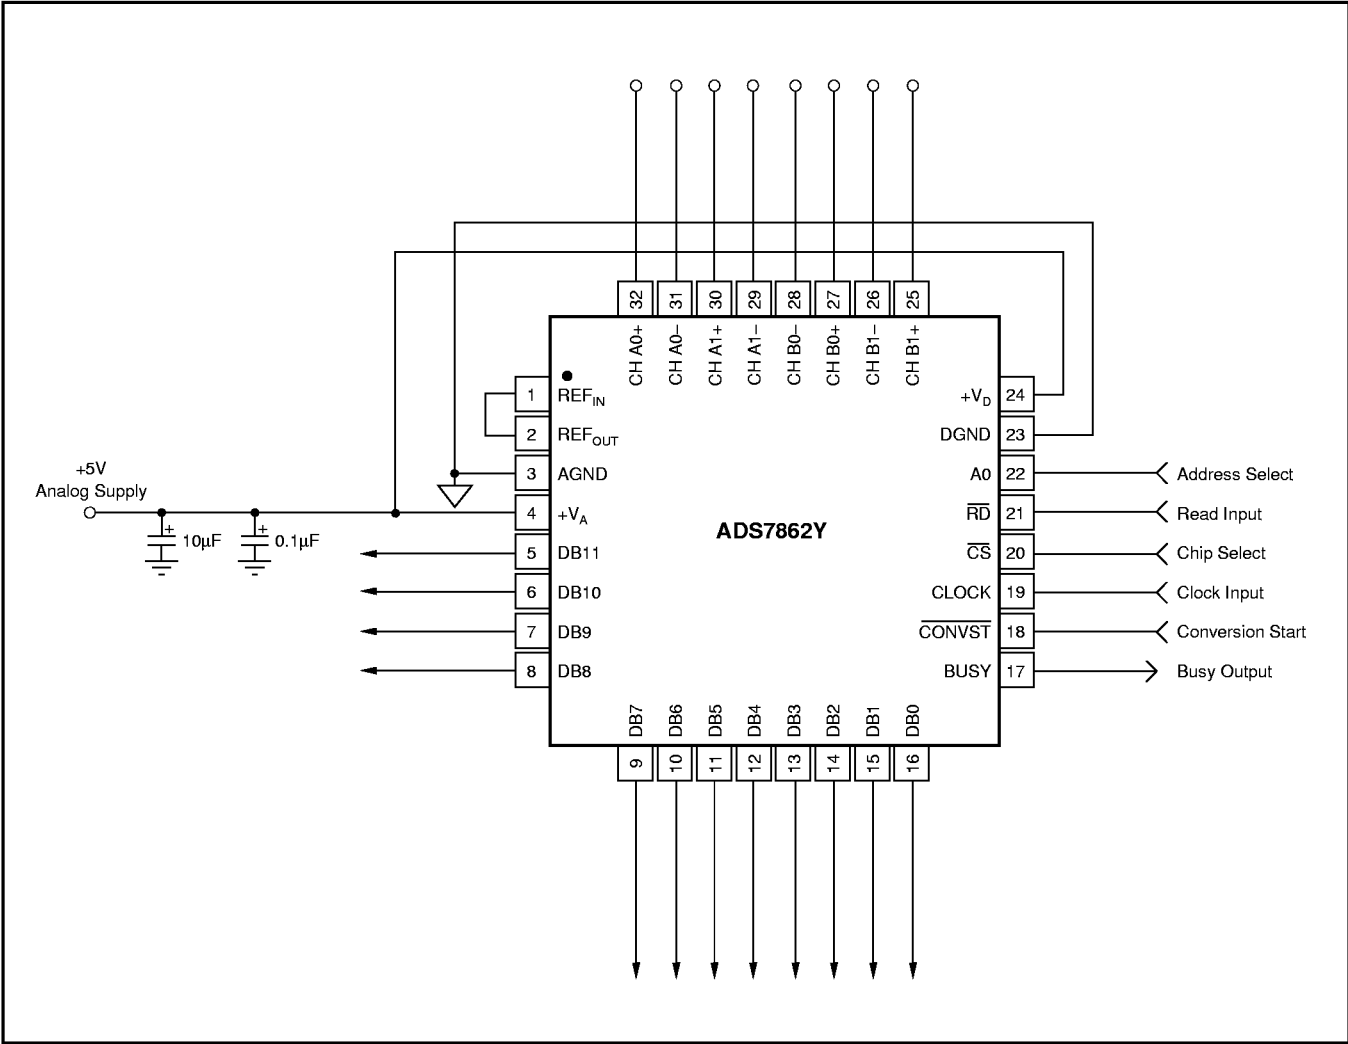 32 31 30 29 28 27 26 25
CH A0+ CH A0– CH A1+ CH A1– CH B0– CH B0+ CH B1– CH B1+
1 REFIN
2 REFOUT
3 AGND
4 +VA
5 DB11
6 DB10
7 DB9
8 DB8
+5V
Analog Supply
10µF
0.1µF
ADS7862Y
+VD 24
DGND 23
A0 22 Address Select
RD 21 Read Input
CS 20 Chip Select
CLOCK 19 Clock Input
CONVST 18 Conversion Start
BUSY 17 Busy Output
DB7 DB6 DB5 DB4 DB3 DB2 DB1 DB0
9 10 11 12 13 14 15 16